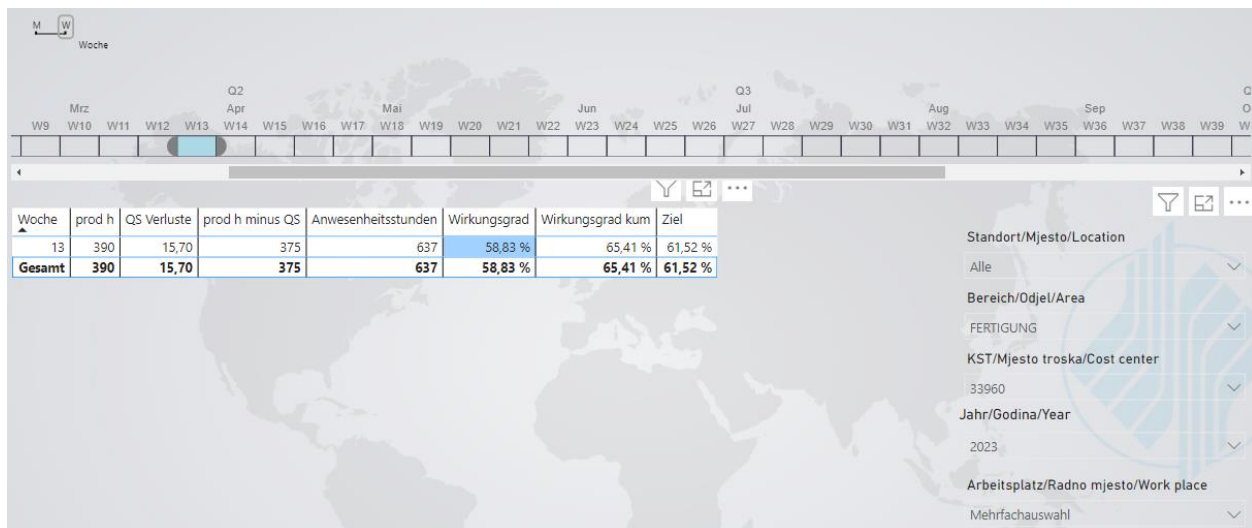 M W
Woche
Q2 Q3 Q
Mrz Apr Mai Jun Jul Aug Sep O
W9 W10 W11 W12 W13 W14 W15 W16 W17 W18 W19 W20 W21 W22 W23 W24 W25 W26 W27 W28 W29 W30 W31 W32 W33 W34 W35 W36 W37 W38 W39 W
Woche prod h QS Verluste prod h minus QS Anwesenheitsstunden Wirkungsgrad Wirkungsgrad kum Ziel
13 390 15,70 375 637 58,83 % 65,41 % 61,52 %
Gesamt 390 15,70 375 637 58,83 % 65,41 % 61,52 %
Standort/Mjesto/Location
Alle
Bereich/Odjel/Area
FERTIGUNG
KST/Mjesto troska/Cost center
33960
Jahr/Godina/Year
2023
Arbeitsplatz/Radno mjesto/Work place
Mehrfachauswahl